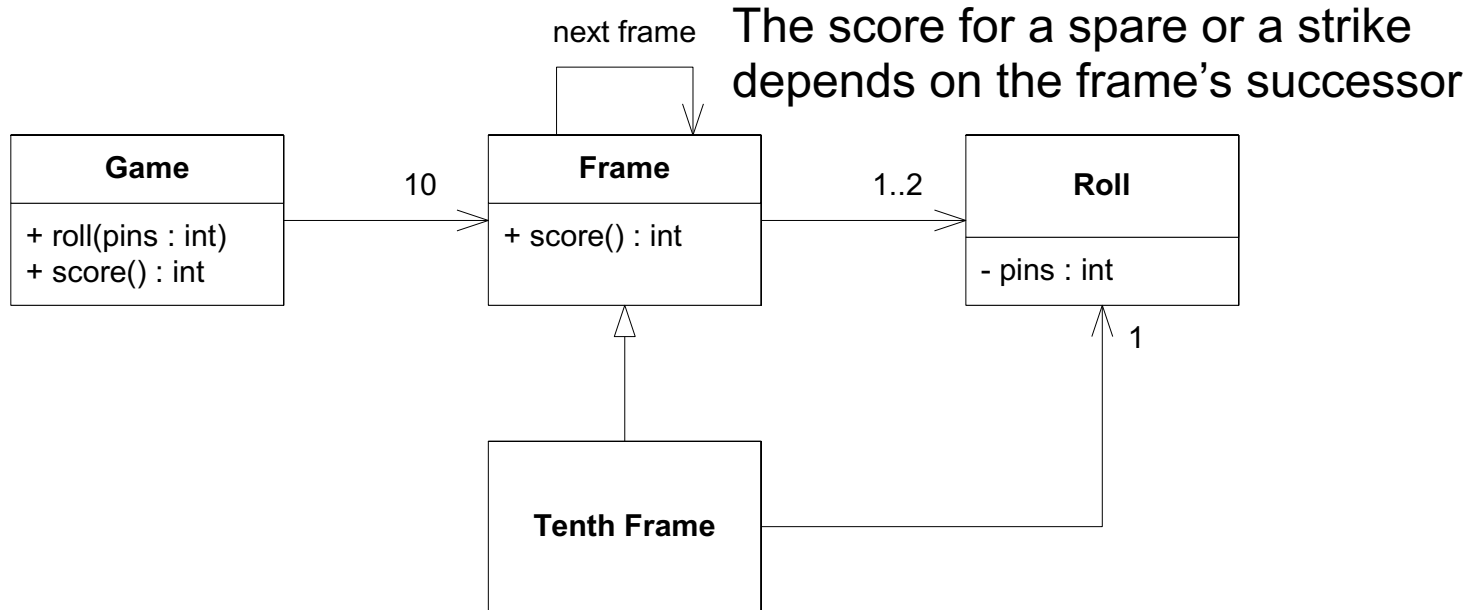 next frame
The score for a spare or a strike
depends on the frame’s successor
Game
+ roll(pins : int)
+ score() : int
10
Frame
+ score() : int
1..2
Roll
- pins : int
1
Tenth Frame